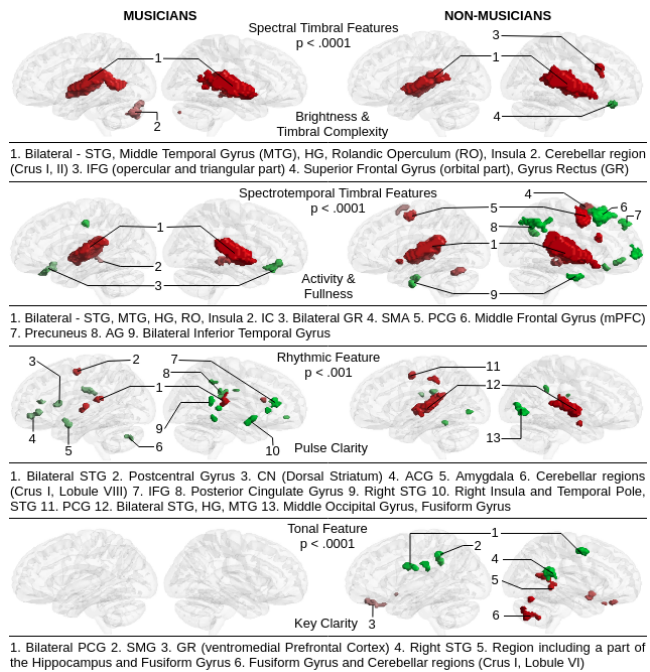 MUSICIANS NON-MUSICIANS
Spectral Timbral Features
p < .0001
1 2 3 1 4
Brightness &
Timbral Complexity
1. Bilateral - STG, Middle Temporal Gyrus (MTG), HG, Rolandic Operculum (RO), Insula 2. Cerebellar region
(Crus I, II) 3. IFG (opercular and triangular part) 4. Superior Frontal Gyrus (orbital part), Gyrus Rectus (GR)
Spectrotemporal Timbral Features
p < .0001
1 2 3 4 5 6 7 8 1 9
Activity &
Fullness
1. Bilateral - STG, MTG, HG, RO, Insula 2. IC 3. Bilateral GR 4. SMA 5. PCG 6. Middle Frontal Gyrus (mPFC)
7. Precuneus 8. AG 9. Bilateral Inferior Temporal Gyrus
Rhythmic Feature
p < .001
3 2 7 8 1 9 4 5 6 10 11 12 13
Pulse Clarity
1. Bilateral STG 2. Postcentral Gyrus 3. CN (Dorsal Striatum) 4. ACG 5. Amygdala 6. Cerebellar regions
(Crus I, Lobule VIII) 7. IFG 8. Posterior Cingulate Gyrus 9. Right STG 10. Right Insula and Temporal Pole,
STG 11. PCG 12. Bilateral STG, HG, MTG 13. Middle Occipital Gyrus, Fusiform Gyrus
Tonal Feature
p < .0001
1 2 4 5 3 6
Key Clarity
1. Bilateral PCG 2. SMG 3. GR (ventromedial Prefrontal Cortex) 4. Right STG 5. Region including a part of
the Hippocampus and Fusiform Gyrus 6. Fusiform Gyrus and Cerebellar regions (Crus I, Lobule VI)